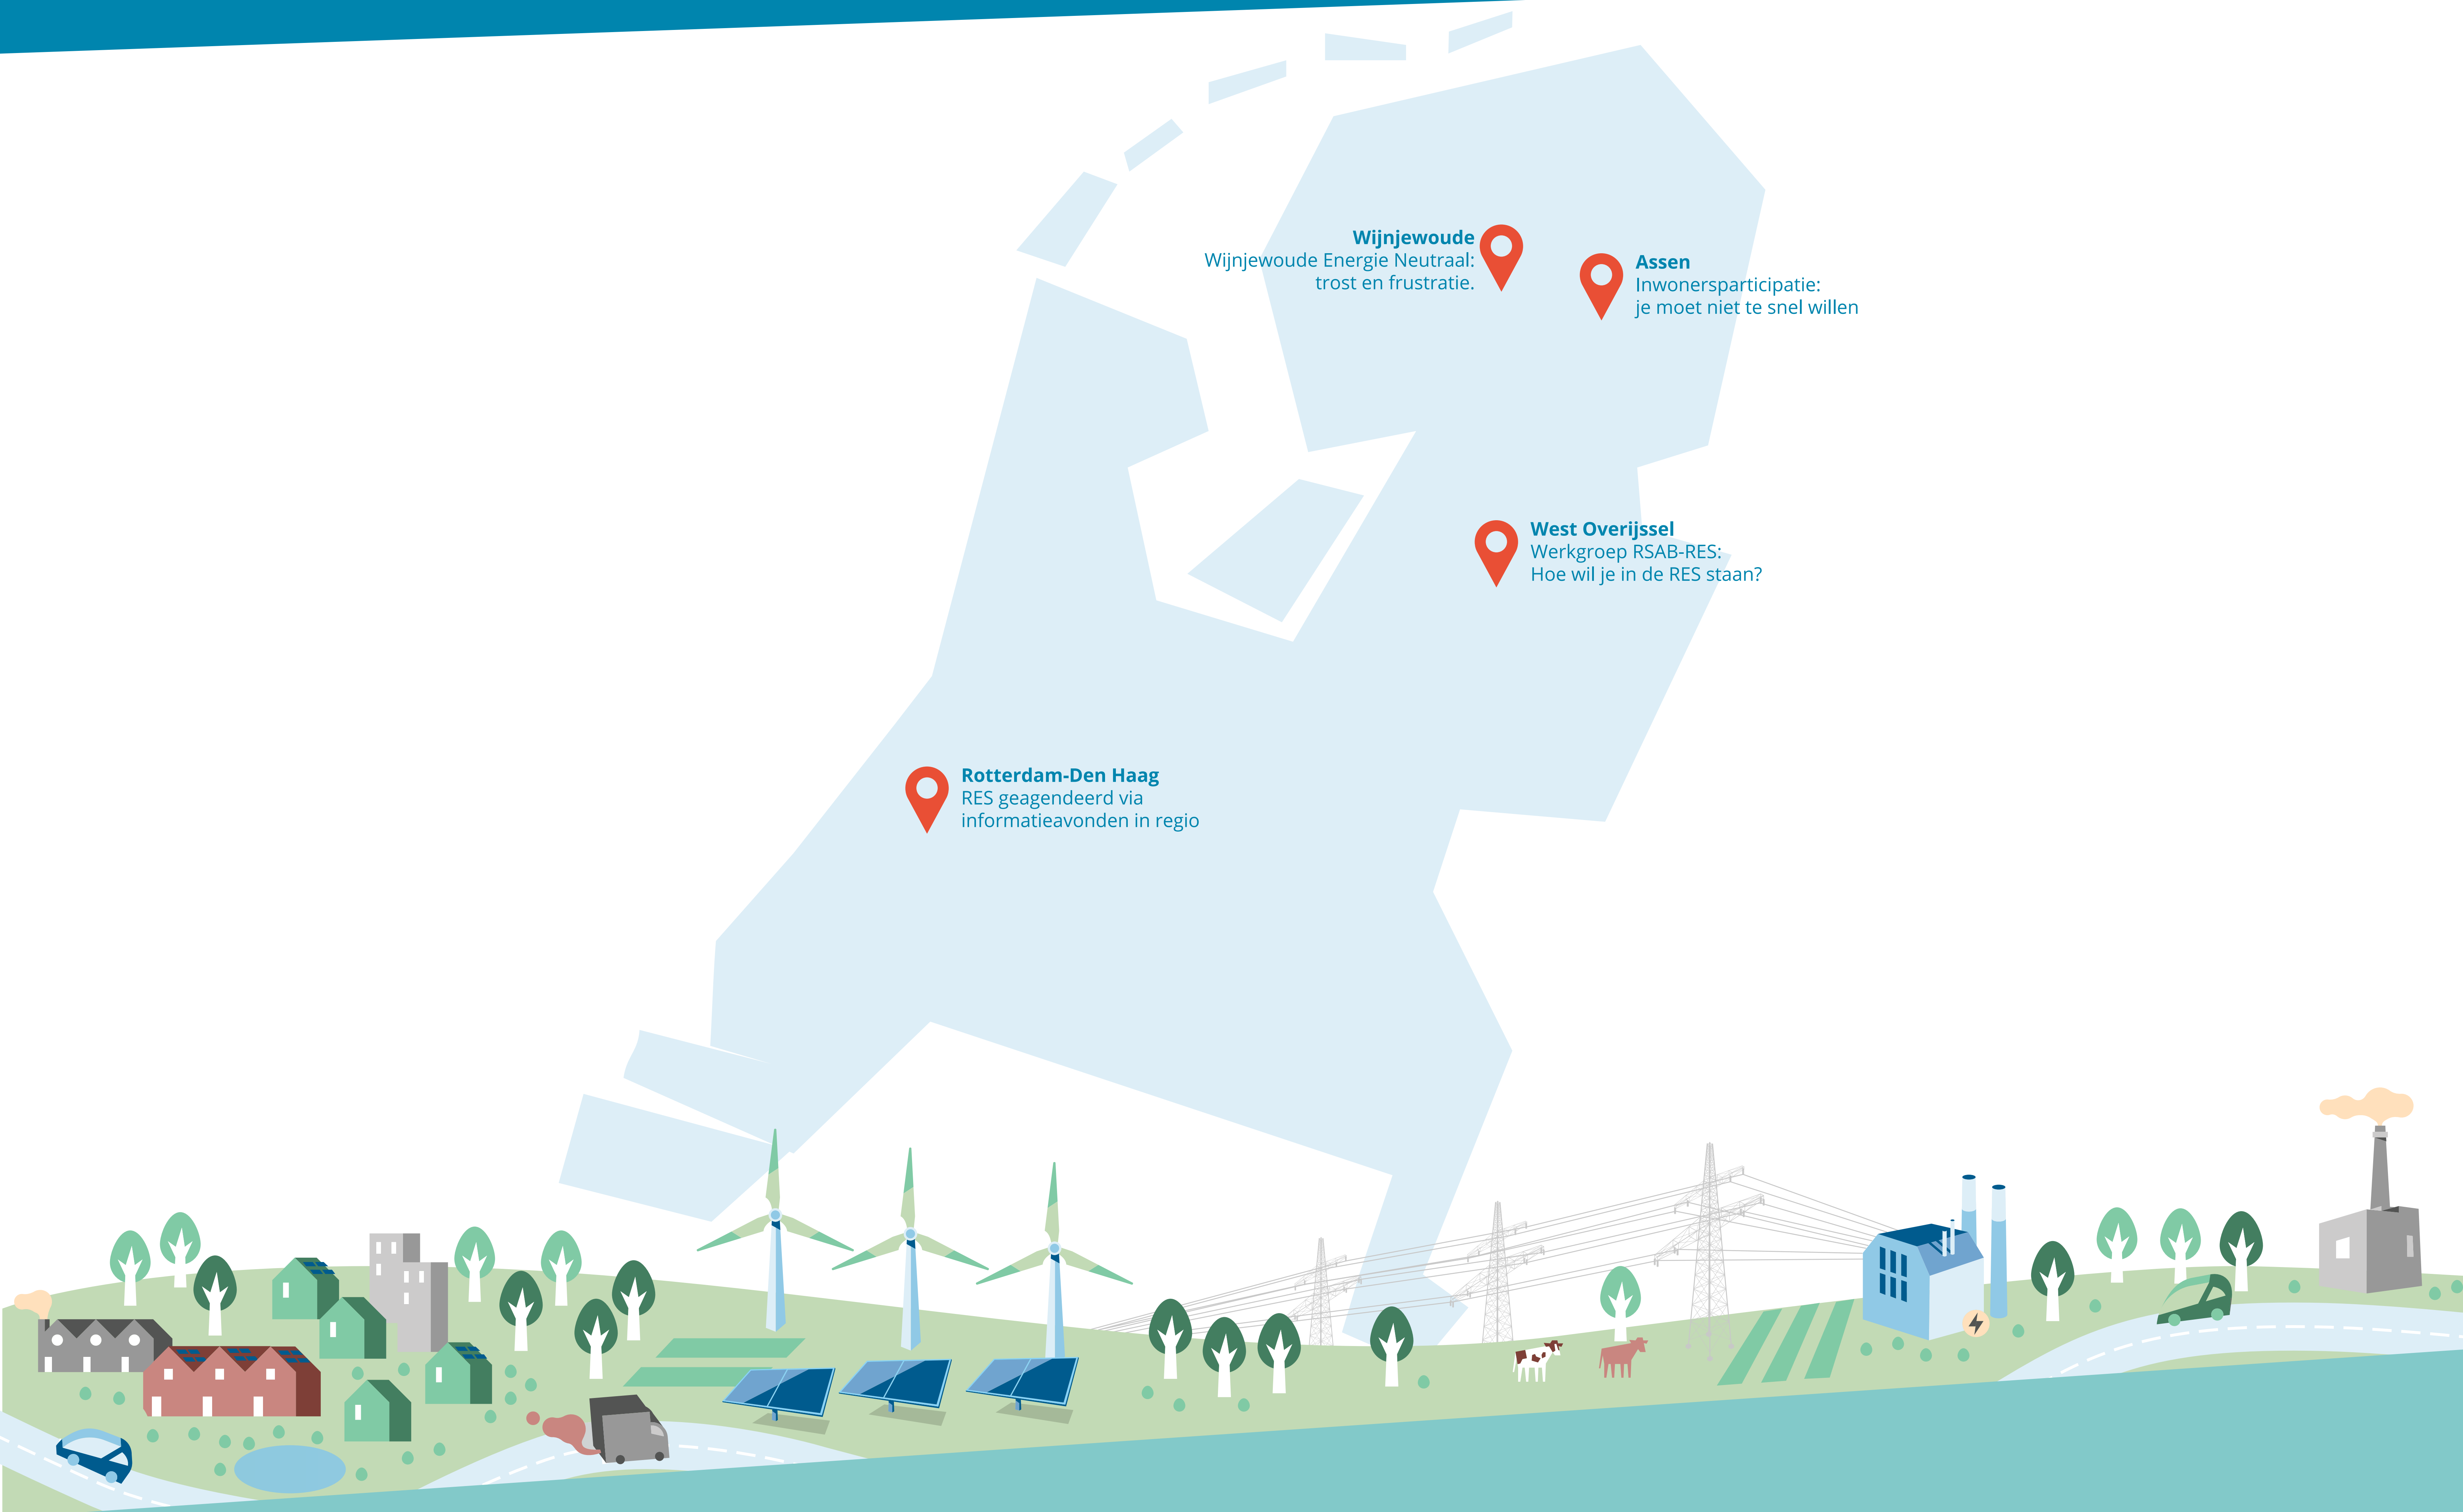 Wijnjewoude
Wijnjewoude Energie Neutraal:
trost en frustratie.
Assen
Inwonersparticipatie:
je moet niet te snel willen
West Overijssel
Werkgroep RSAB-RES:
Hoe wil je in de RES staan?
Rotterdam-Den Haag
RES geagendeerd via
informatieavonden in regio